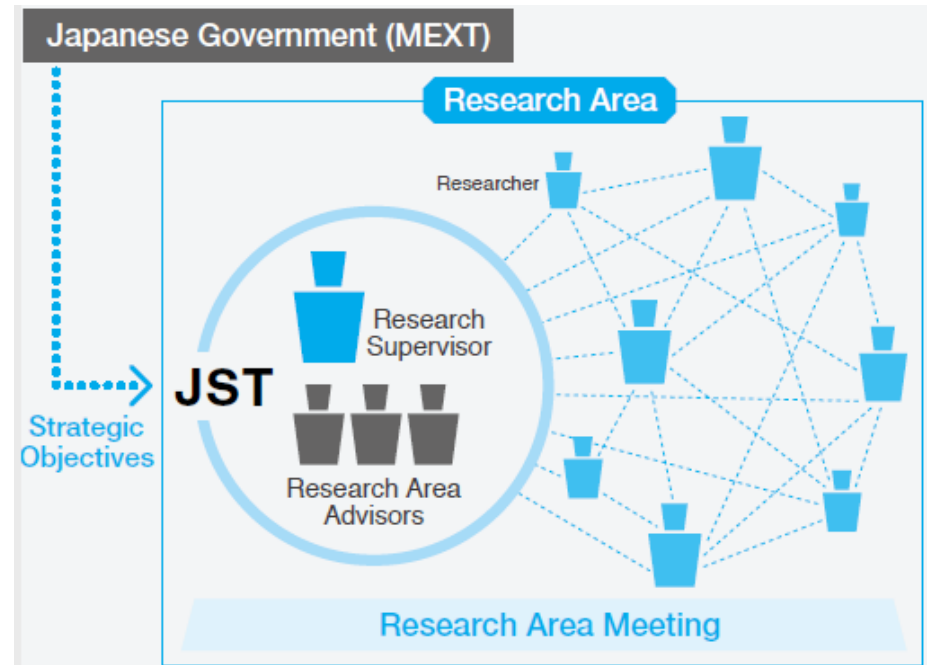 Japanese Government (MEXT)
Research Area
Researcher
Research
Supervisor
JST
Strategic
Objectives
Research Area
Advisors
Research Area Meeting